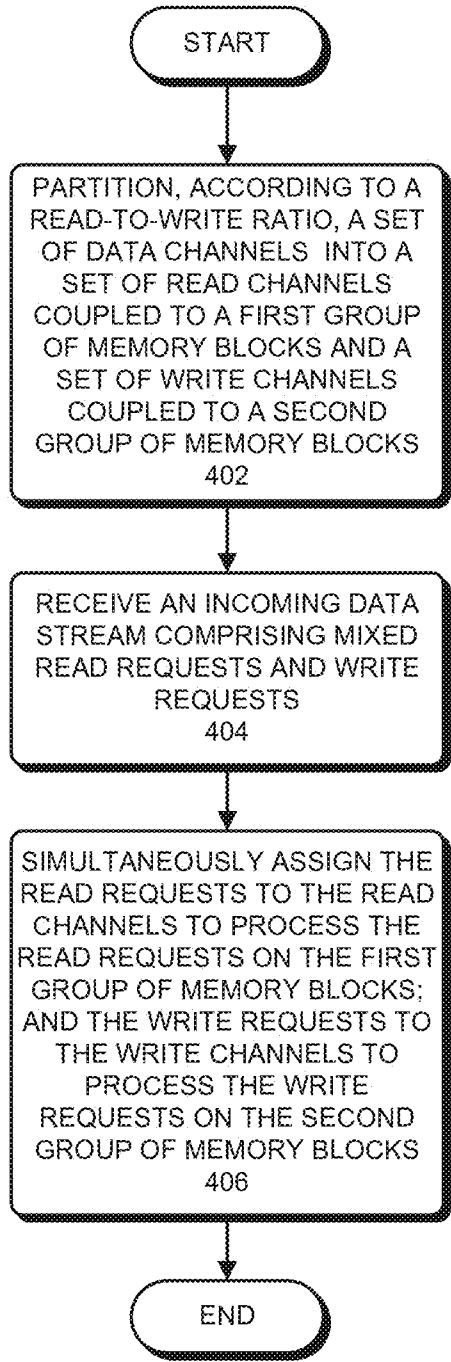 START
PARTITION, ACCORDING TO A
READ-TO-WRITE RATIO, A SET
OF DATA CHANNELS INTO A
SET OF READ CHANNELS
COUPLED TO A FIRST GROUP
OF MEMORY BLOCKS AND A
SET OF WRITE CHANNELS
COUPLED TO A SECOND
GROUP OF MEMORY BLOCKS
402
RECEIVE AN INCOMING DATA
STREAM COMPRISING MIXED
READ REQUESTS AND WRITE
REQUESTS
404
SIMULTANEOUSLY ASSIGN THE
READ REQUESTS TO THE READ
CHANNELS TO PROCESS THE
READ REQUESTS ON THE FIRST
GROUP OF MEMORY BLOCKS;
AND THE WRITE REQUESTS TO
THE WRITE CHANNELS TO
PROCESS THE WRITE
REQUESTS ON THE SECOND
GROUP OF MEMORY BLOCKS
406
END